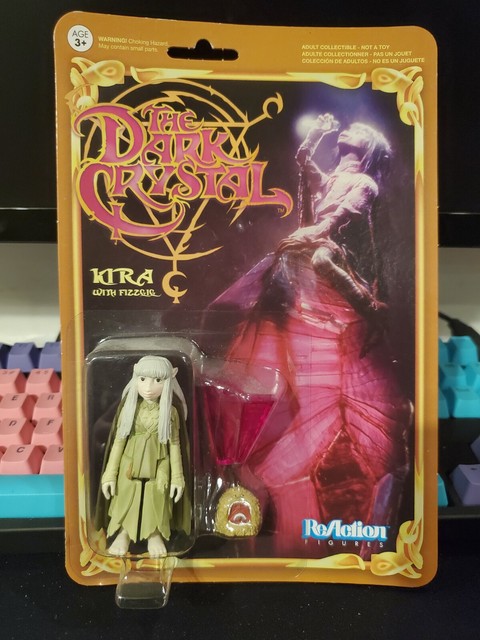 AGE
3+
WARNING! Choking Hazard.
May contain small parts.
ADULT COLLECTIBLE - NOT A TOY
ADULTE COLLECTIONNER - PAS UN JOUET
COLECCIÓN DE ADULTOS - NO ES UN JUGUETE
THE
DARK
CRYSTAL
KIRA
WITH FIZZGIG
ReAction
FIGURES